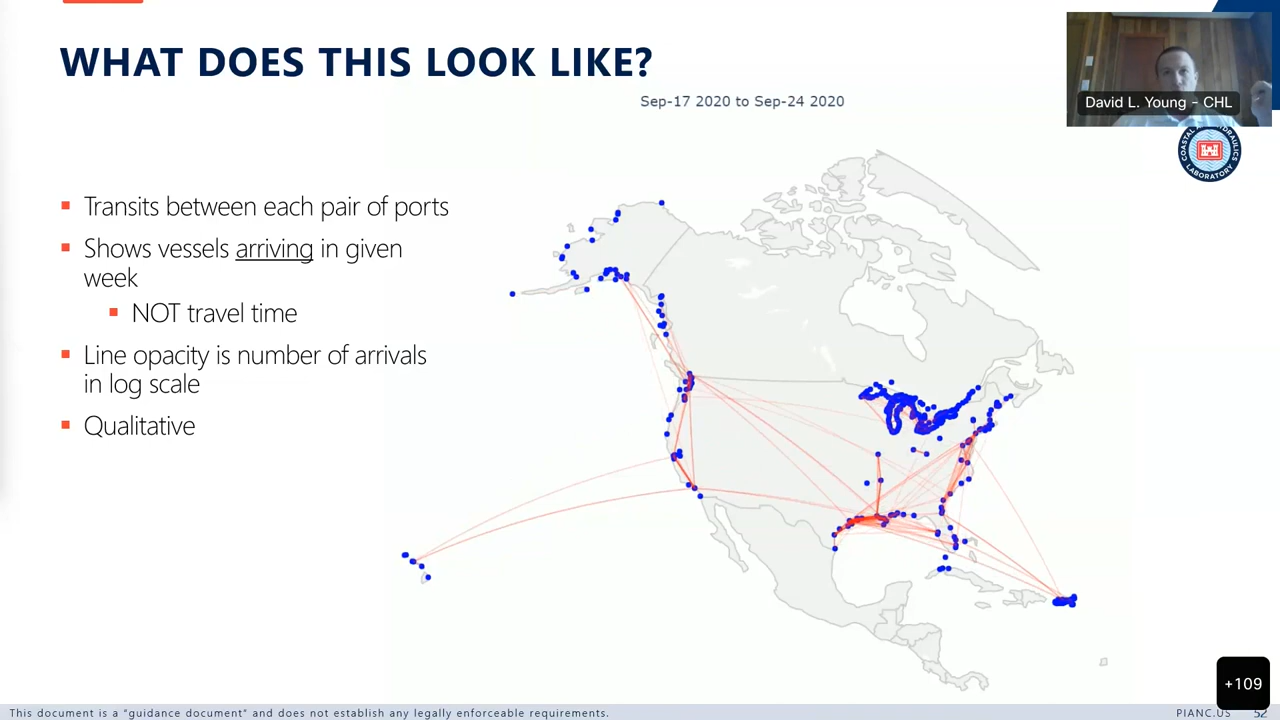 WHAT DOES THIS LOOK LIKE?
Sep-17 2020 to Sep-24 2020
David L. Young - CHL
COASTAL
HYDRAULICS
LABORATORY
Transits between each pair of ports
Shows vessels arriving in given
week
NOT travel time
Line opacity is number of arrivals
in log scale
Qualitative
+109
This document is a "guidance document" and does not establish any legally enforceable requirements.
PIANC.US
52